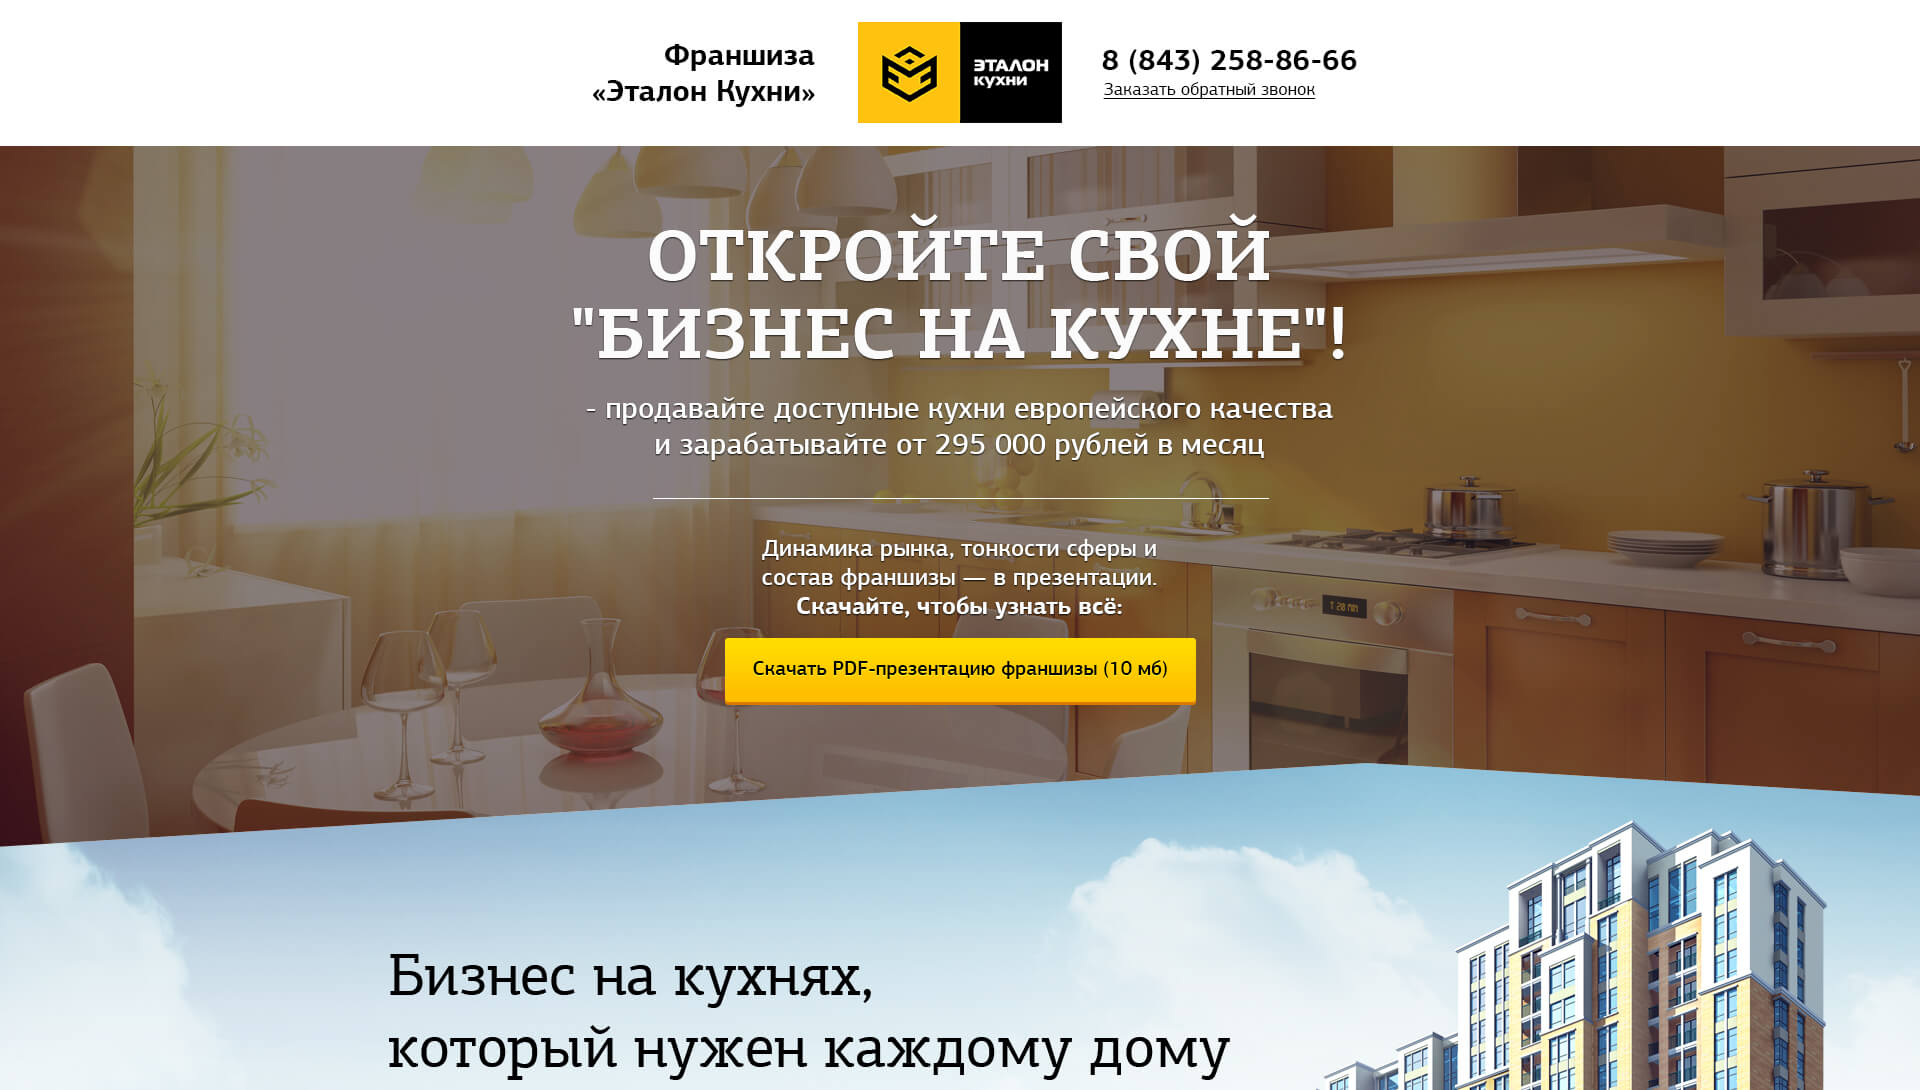 Франшиза
«Эталон Кухни»
ЭТАЛОН
кухни
8 (843) 258-86-66
Заказать обратный звонок
ОТКРОЙТЕ СВОЙ
"БИЗНЕС НА КУХНЕ"!
- продавайте доступные кухни европейского качества
и зарабатывайте от 295 000 рублей в месяц
Динамика рынка, тонкости сферы и
состав франшизы — в презентации.
Скачайте, чтобы узнать всё:
Скачать PDF-презентацию франшизы (10 мб)
Бизнес на кухнях,
который нужен каждому дому